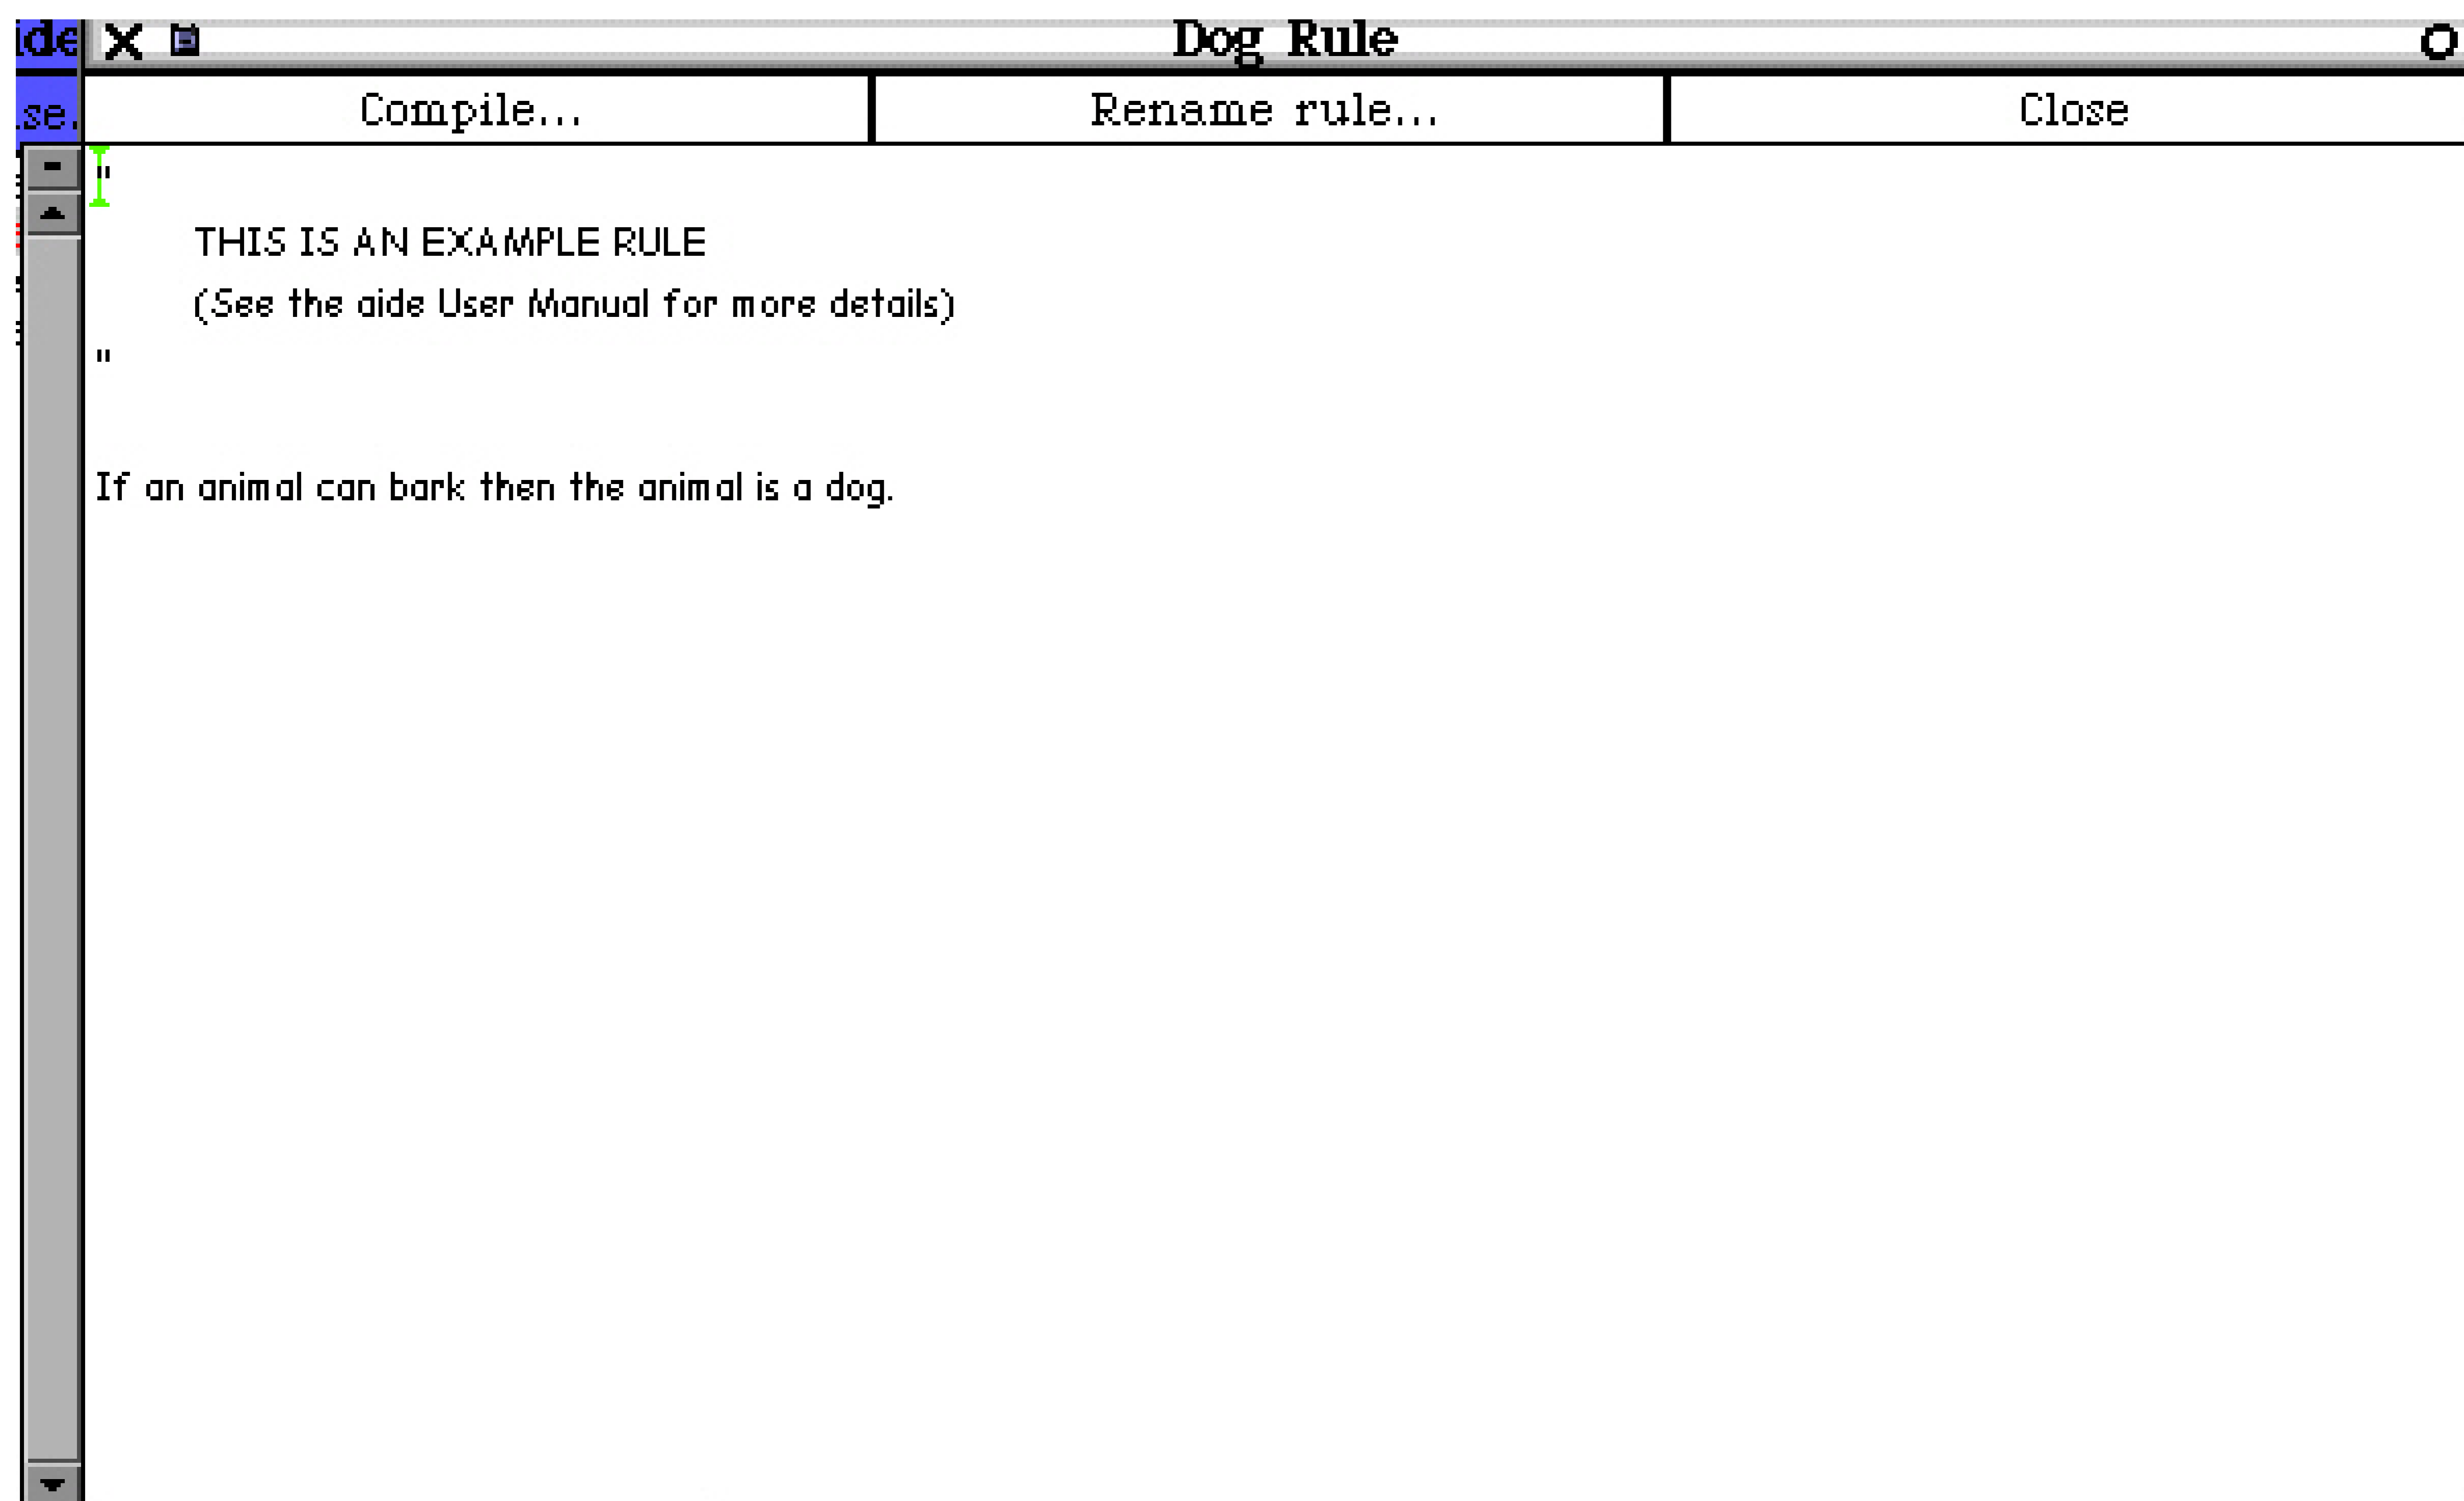 de
Dog Rule
se.
Compile...
Rename rule...
Close
"
THIS IS AN EXAMPLE RULE
(See the aide User Manual for more details)
"
If an animal can bark then the animal is a dog.